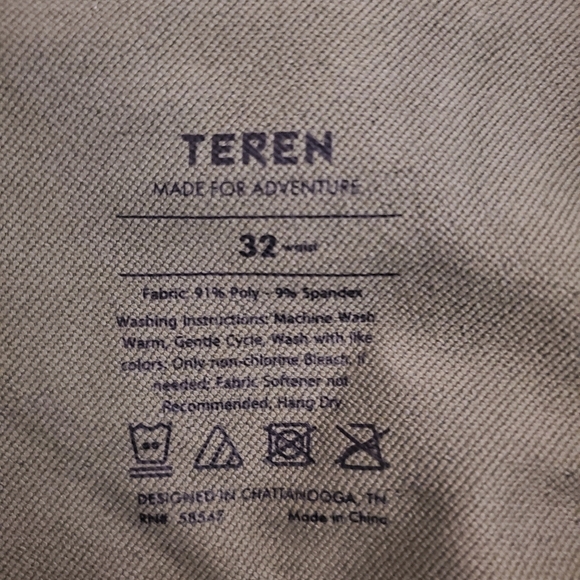 TEREN
MADE FOR ADVENTURE
32 waist
Fabric: 91% Poly - 9% Spandex
Washing Instructions: Machine Wash
Warm, Gentle Cycle, Wash with like
colors; Only non-chlorine Bleach, if
needed; Fabric Softener not
Recommended, Hang Dry
DESIGNED IN CHATTANOOGA, TN
RN# Made in China